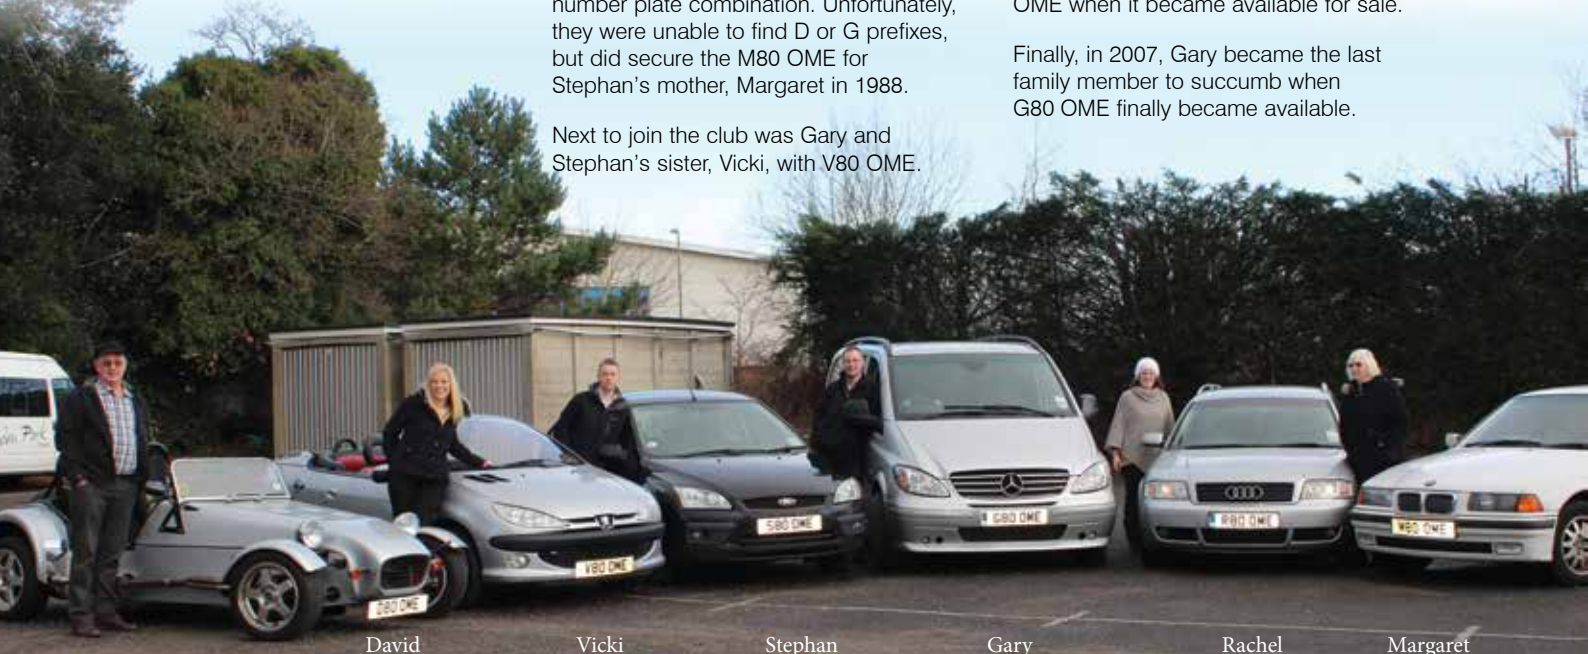 number plate combination. Unfortunately,
they were unable to find D or G prefixes,
but did secure the M80 OME for
Stephan's mother, Margaret in 1988.
Next to join the club was Gary and
Stephan's sister, Vicki, with V80 OME.
OME when it became available for sale.
Finally, in 2007, Gary became the last
family member to succumb when
G80 OME finally became available.
D80 OME
V80 OME
S80 OME
G80 OME
R80 OME
M80 OME
David
Vicki
Stephan
Gary
Rachel
Margaret